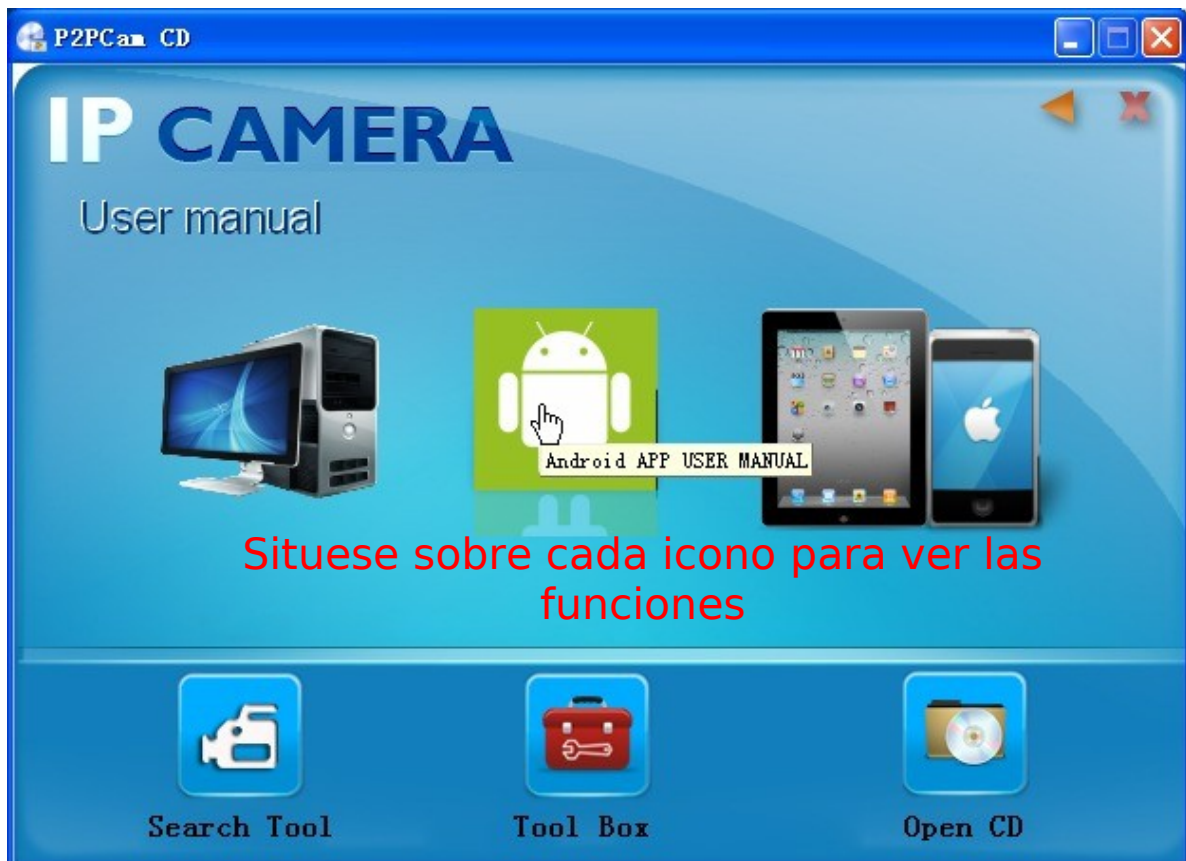 P2PCam CD
IP CAMERA
User manual
Android APP USER MANUAL
Situese sobre cada icono para ver las
funciones
Search Tool
Tool Box
Open CD